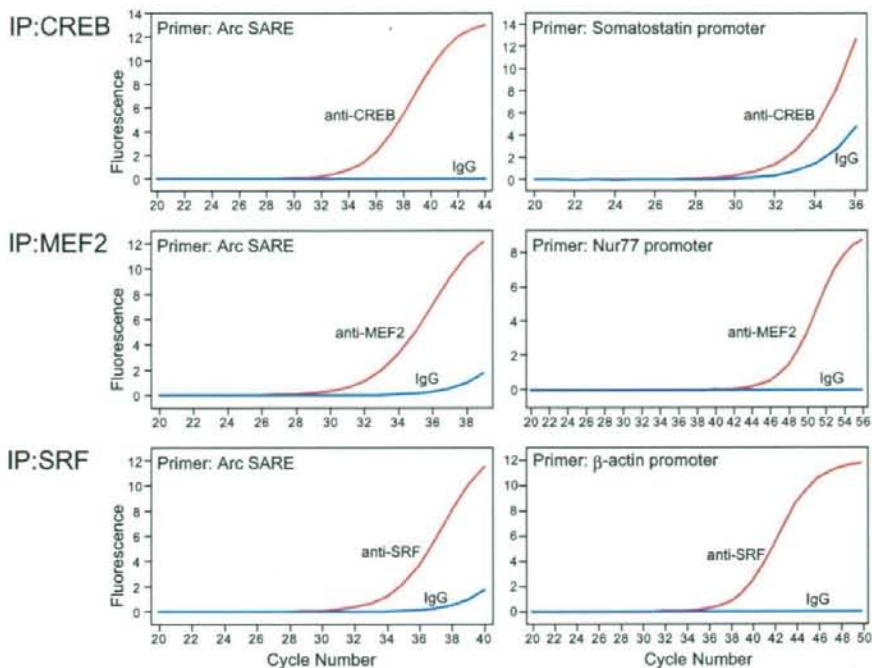 IP:CREB
Primer: Arc SARE
14
12
10
8
6
4
2
0
Fluorescence
anti-CREB
IgG
20 22 24 26 28 30 32 34 36 38 40 42 44
Primer: Somatostatin promoter
14
12
10
8
6
4
2
0
anti-CREB
IgG
20 22 24 26 28 30 32 34 36
IP:MEF2
Primer: Arc SARE
12
10
8
6
4
2
0
Fluorescence
anti-MEF2
IgG
20 22 24 26 28 30 32 34 36 38
Primer: Nur77 promoter
8
6
4
2
0
anti-MEF2
IgG
20 22 24 26 28 30 32 34 36 38 40 42 44 46 48 50 52 54 56
IP:SRF
Primer: Arc SARE
12
10
8
6
4
2
0
Fluorescence
anti-SRF
IgG
20 22 24 26 28 30 32 34 36 38 40
Cycle Number
Primer: β-actin promoter
12
10
8
6
4
2
0
anti-SRF
IgG
20 22 24 26 28 30 32 34 36 38 40 42 44 46 48 50
Cycle Number